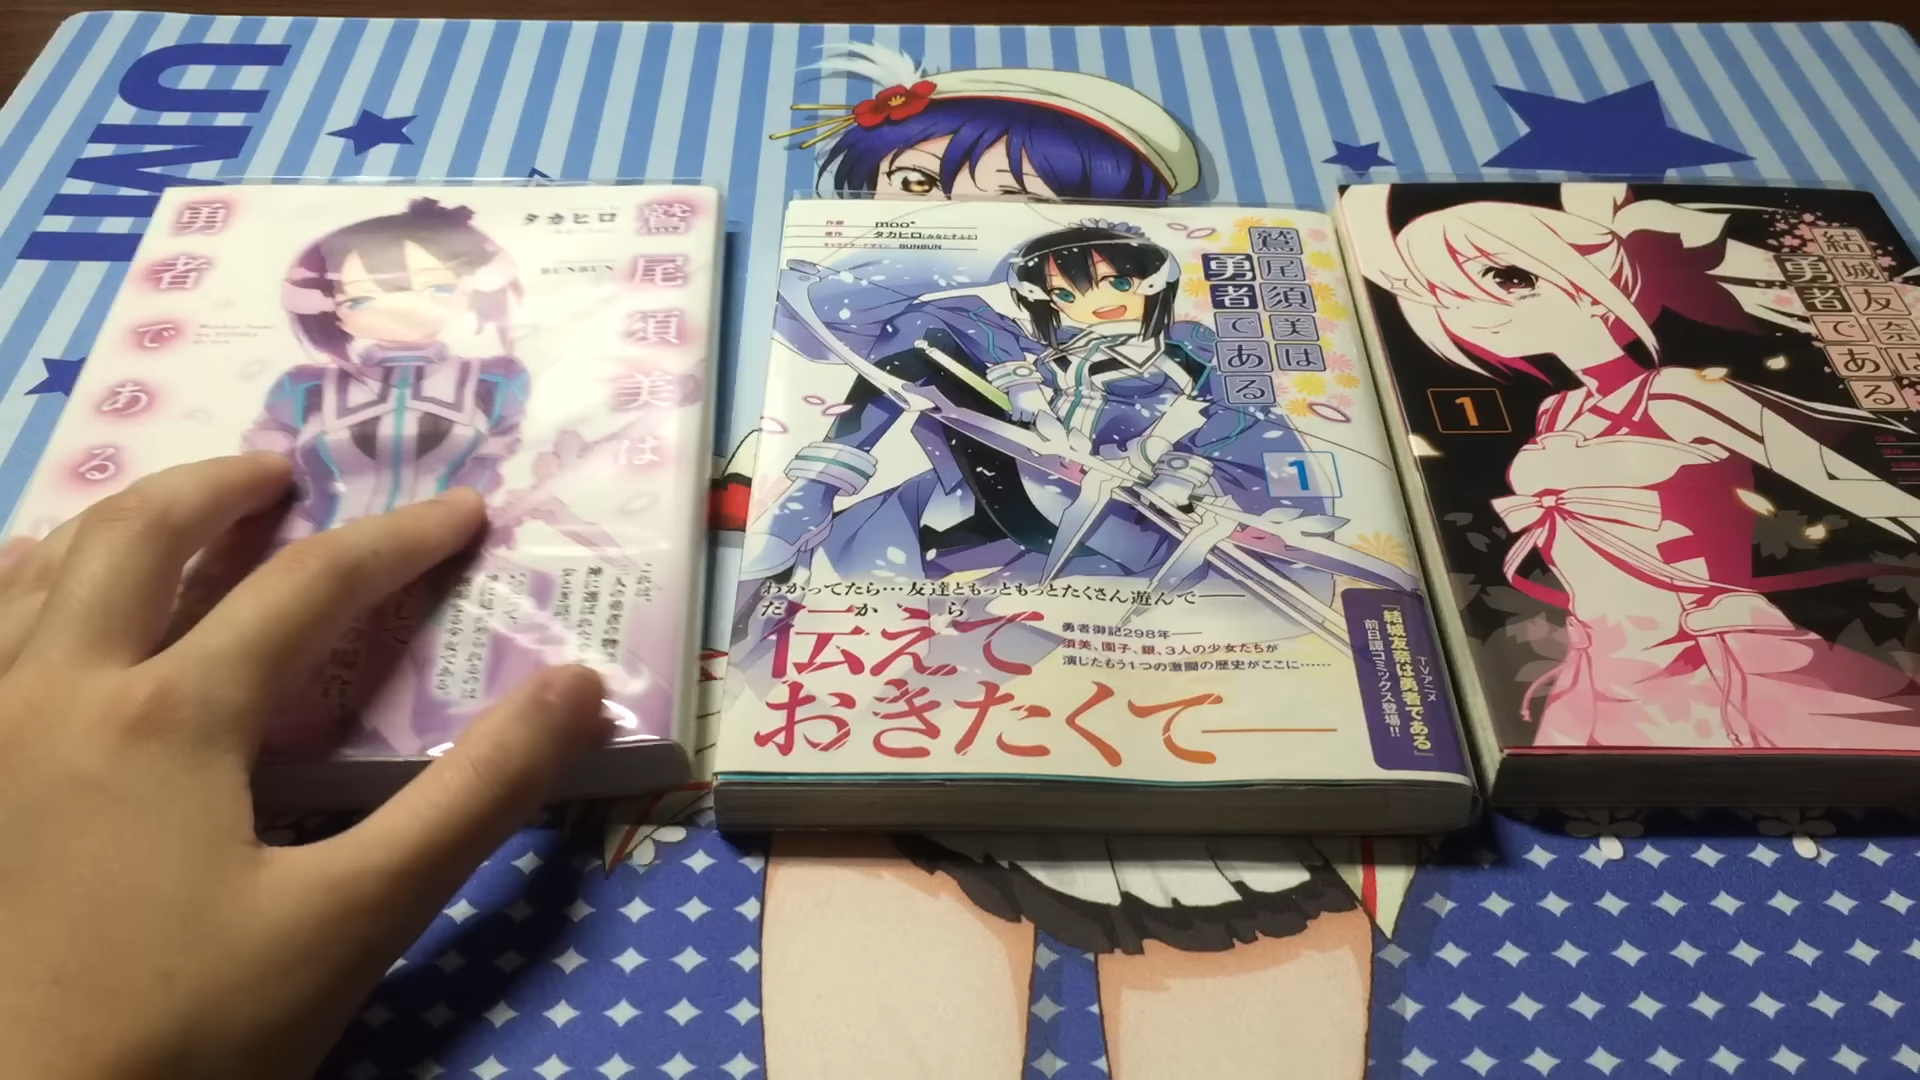 UMI
鷲尾須美は
勇者である
タカヒロ
BUNBUN
これは、
作画 moo*
原作 タカヒロ(みなとそふと)
キャラクターデザイン BUNBUN
鷲尾須美は
勇者である
1
わかってたら…友達ともっともっとたくさん遊んで──
だから
伝えて
おきたくて──
勇者御記298年──
須美、園子、銀、3人の少女たちが
演じたもう1つの激闘の歴史がここに……
TVアニメ
『結城友奈は勇者である』
前日譚コミックス登場!!
結城友奈は
勇者である
1